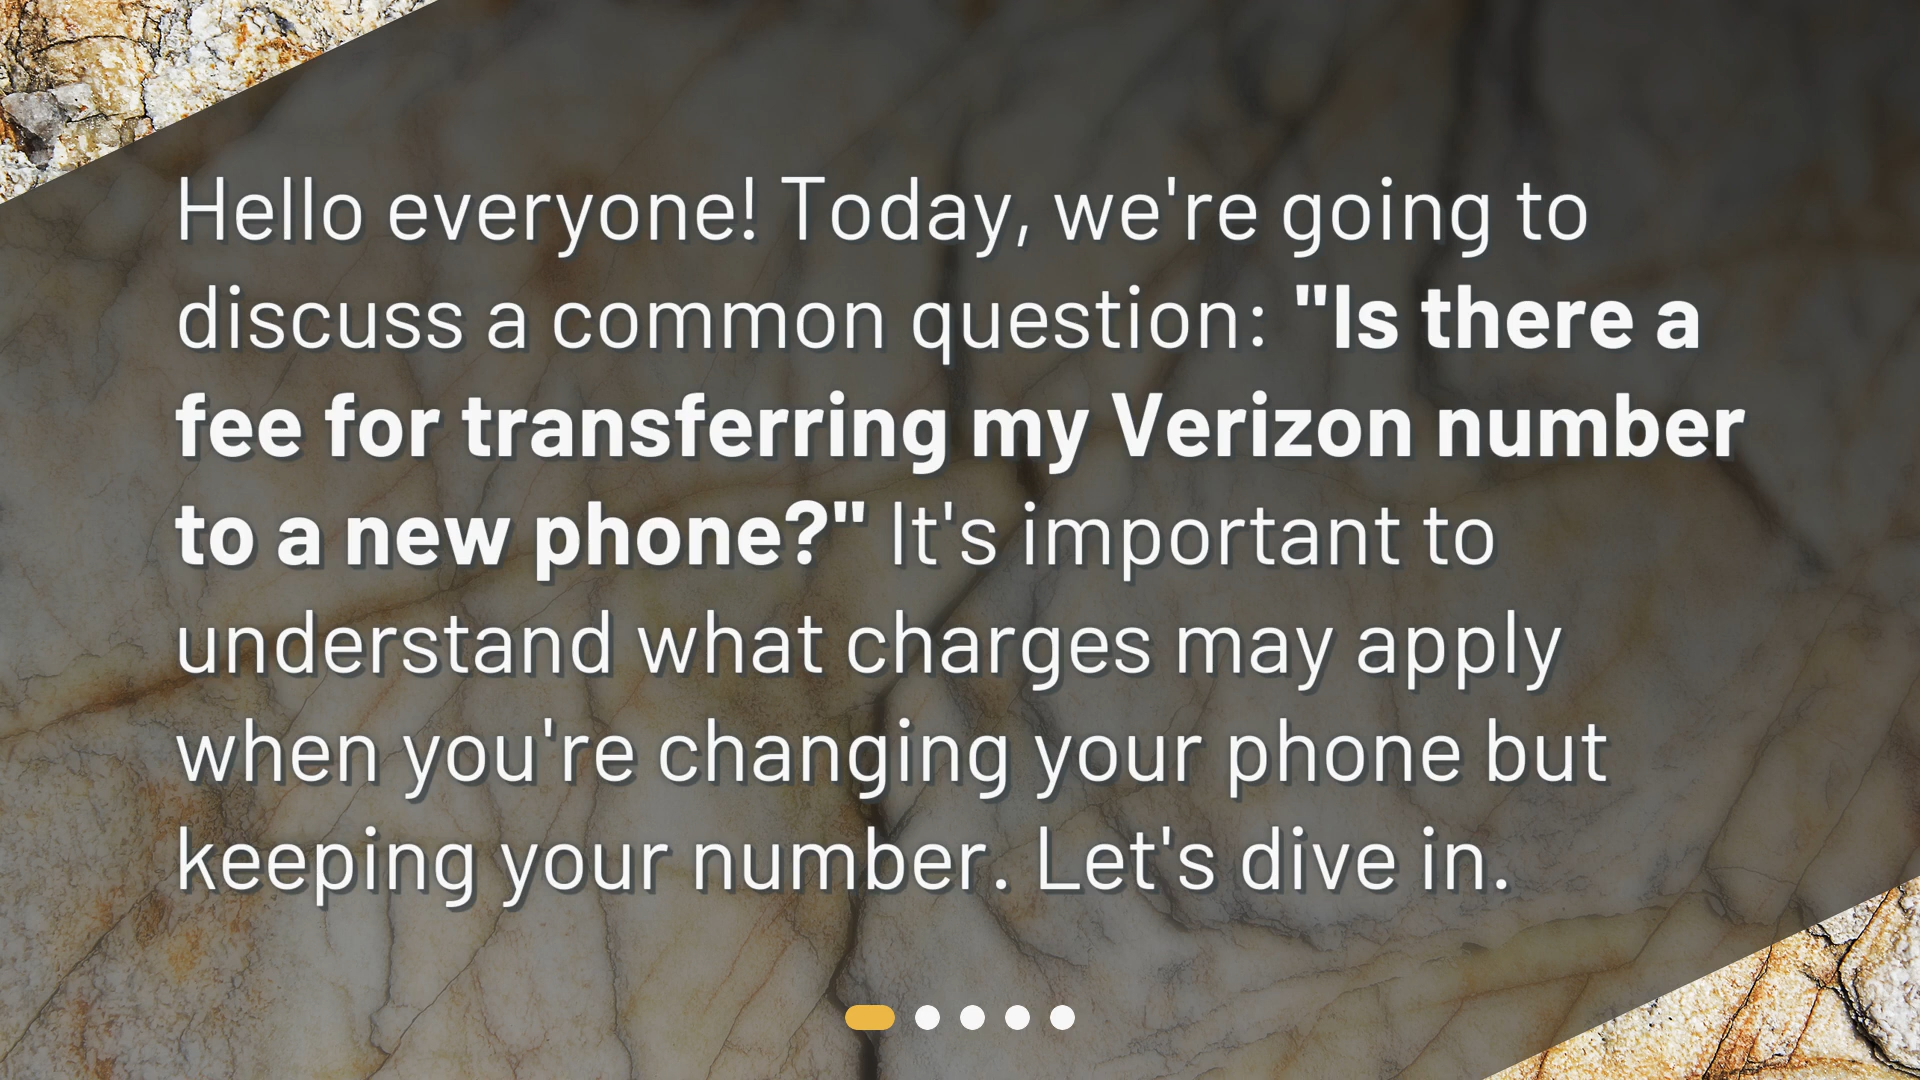 Hello everyone! Today, we're going to
discuss a common question: "Is there a
fee for transferring my Verizon number
to a new phone?" It's important to
understand what charges may apply
when you're changing your phone but
keeping your number. Let's dive in.